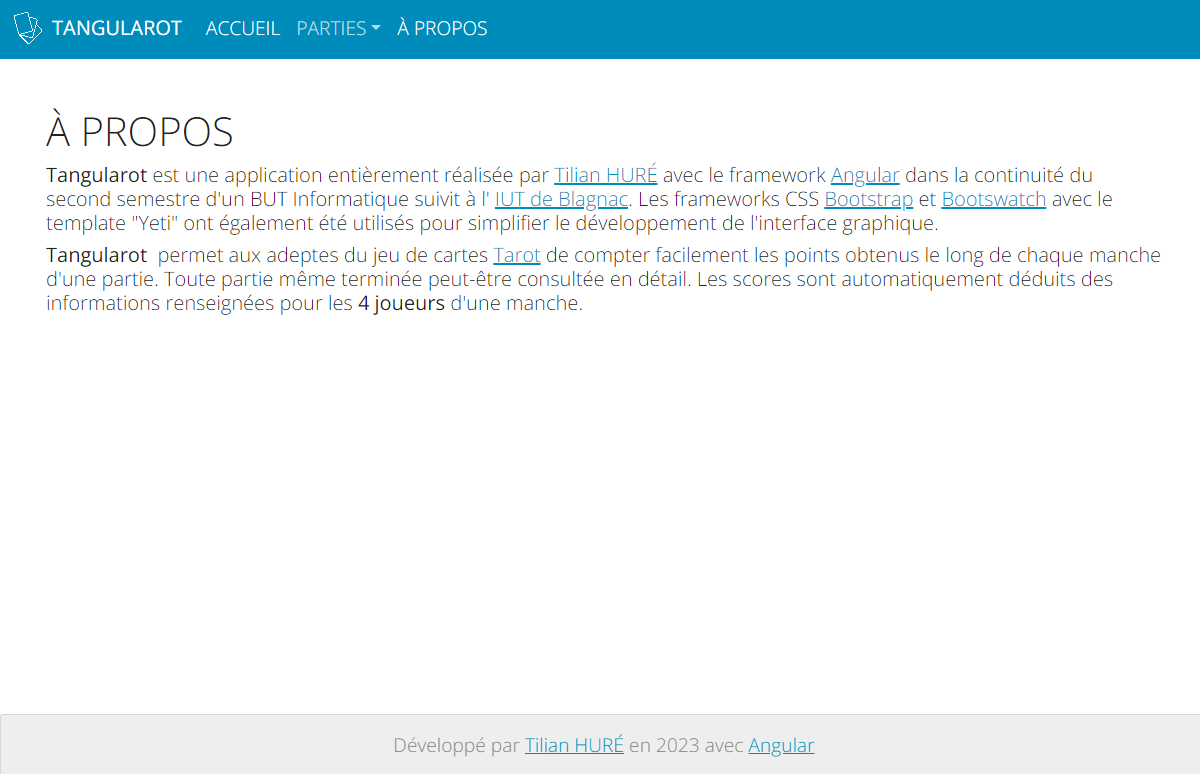 TANGULAROT ACCUEIL PARTIES À PROPOS
À PROPOS
Tangularot est une application entièrement réalisée par Tilian HURÉ avec le framework Angular dans la continuité du
second semestre d'un BUT Informatique suivit à l' IUT de Blagnac. Les frameworks CSS Bootstrap et Bootswatch avec le
template "Yeti" ont également été utilisés pour simplifier le développement de l'interface graphique.
Tangularot permet aux adeptes du jeu de cartes Tarot de compter facilement les points obtenus le long de chaque manche
d'une partie. Toute partie même terminée peut-être consultée en détail. Les scores sont automatiquement déduits des
informations renseignées pour les 4 joueurs d'une manche.
Développé par Tilian HURÉ en 2023 avec Angular